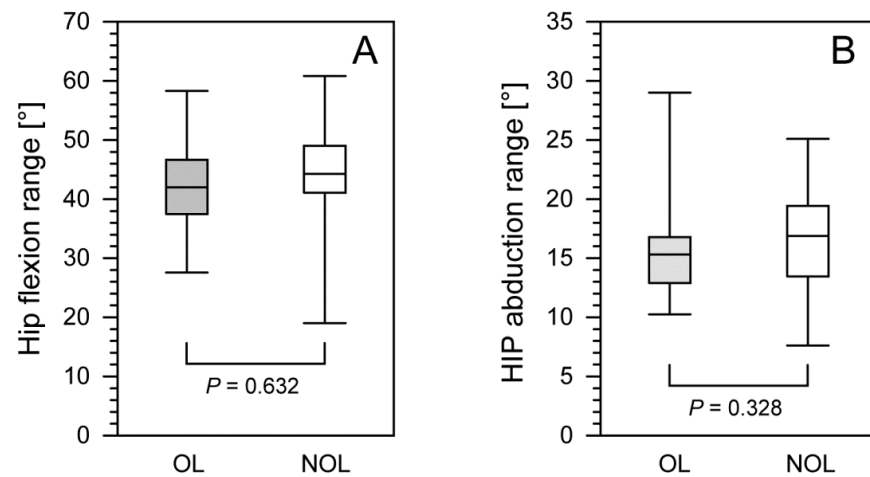 A
Hip flexion range [°]
70
60
50
40
30
20
10
0
P = 0.632
OL NOL
B
HIP abduction range [°]
35
30
25
20
15
10
5
0
P = 0.328
OL NOL